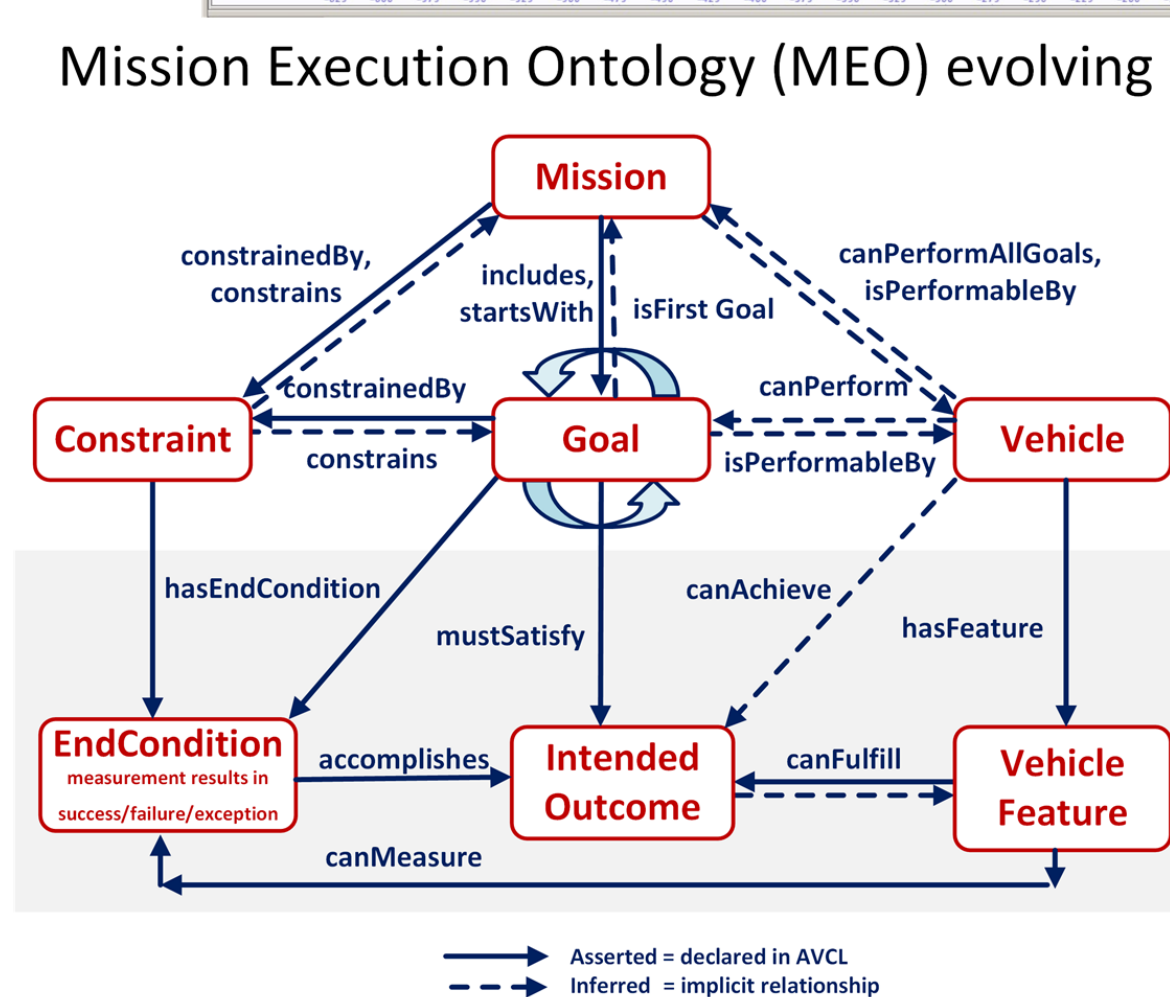 Mission Execution Ontology (MEO) evolving
Mission
constrainedBy,
constrains
includes,
startsWith
isFirst Goal
canPerformAllGoals,
isPerformableBy
constrainedBy
canPerform
Constraint
Goal
Vehicle
constrains
isPerformableBy
hasEndCondition
canAchieve
mustSatisfy
hasFeature
EndCondition
measurement results in
success/failure/exception
accomplishes
Intended
Outcome
canFulfill
Vehicle
Feature
canMeasure
Asserted = declared in AVCL
Inferred = implicit relationship